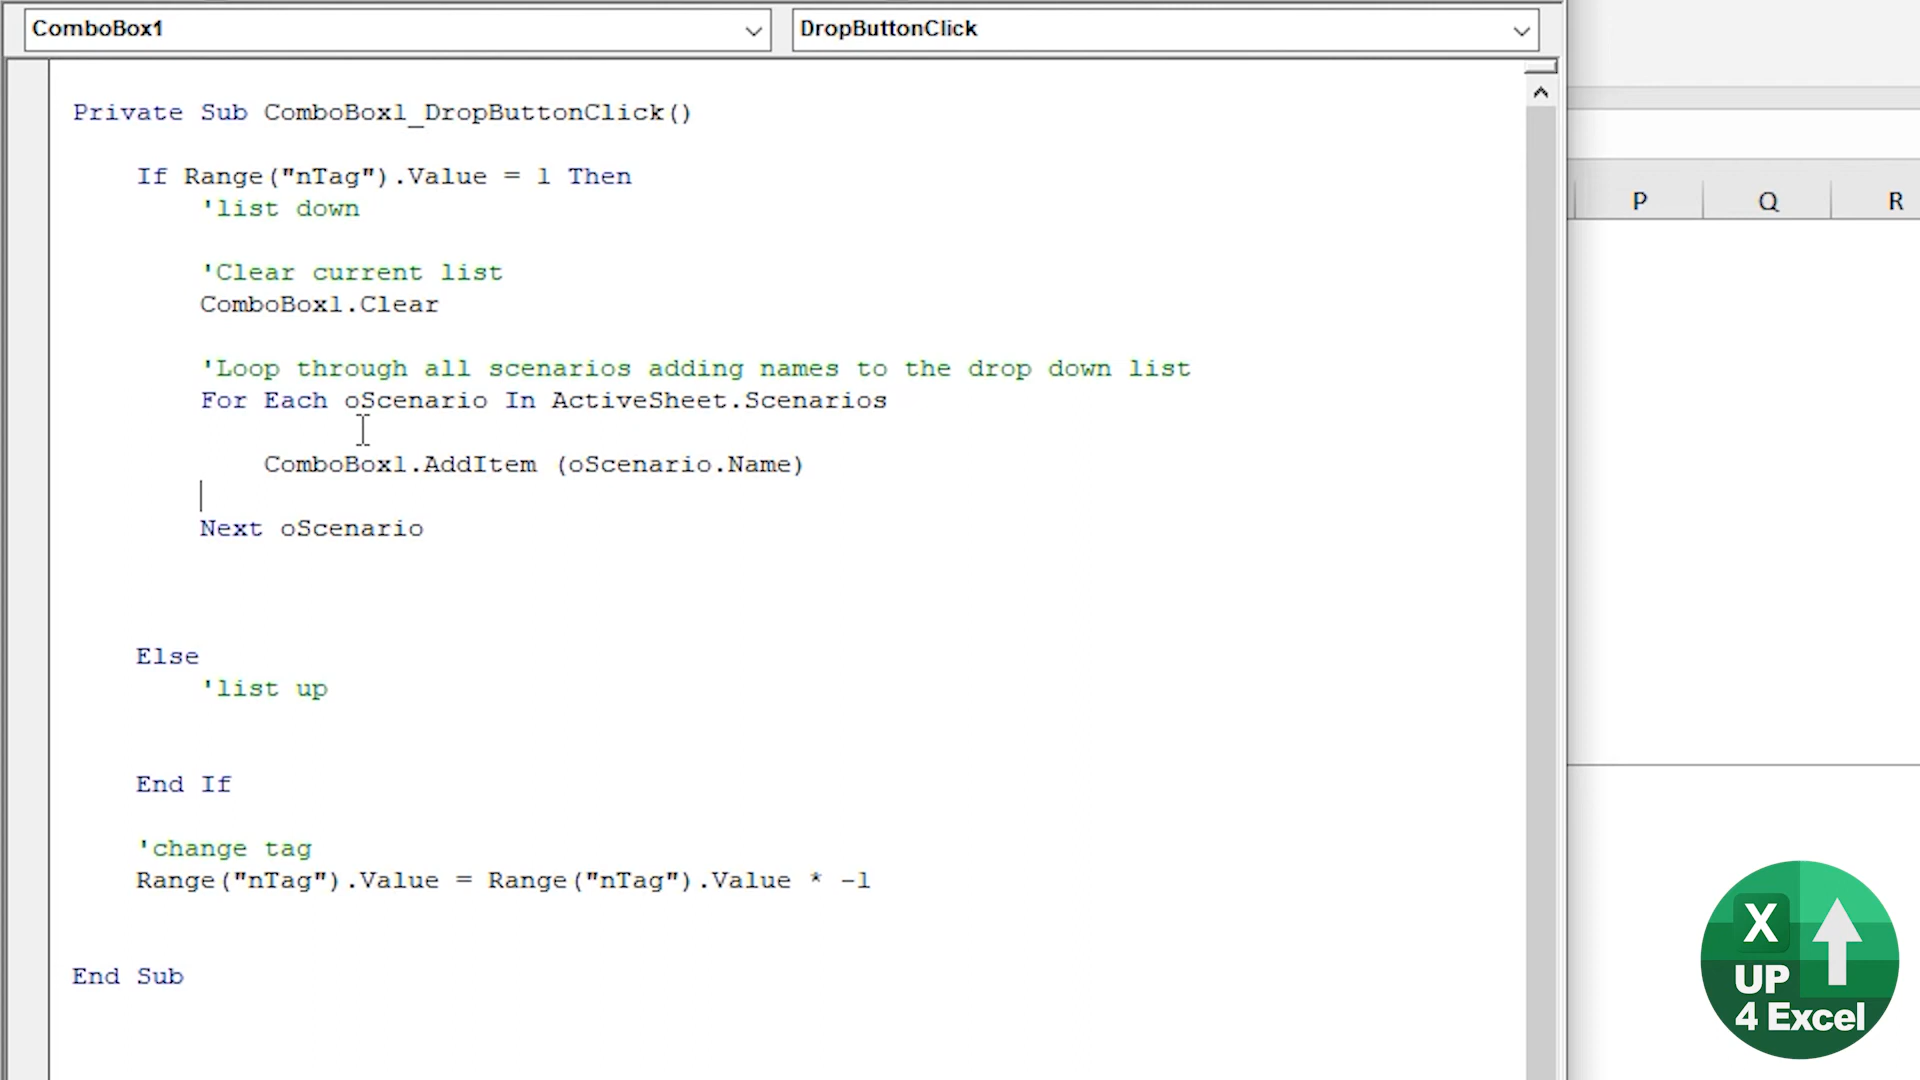 ComboBox1
DropButtonClick
Private Sub ComboBox1_DropButtonClick()
If Range("nTag").Value = 1 Then
'list down
'Clear current list
ComboBox1.Clear
'Loop through all scenarios adding names to the drop down list
For Each oScenario In ActiveSheet.Scenarios
ComboBox1.AddItem (oScenario.Name)
Next oScenario
Else
'list up
End If
'change tag
Range("nTag").Value = Range("nTag").Value * -1
End Sub
P Q R
X
UP
4 Excel